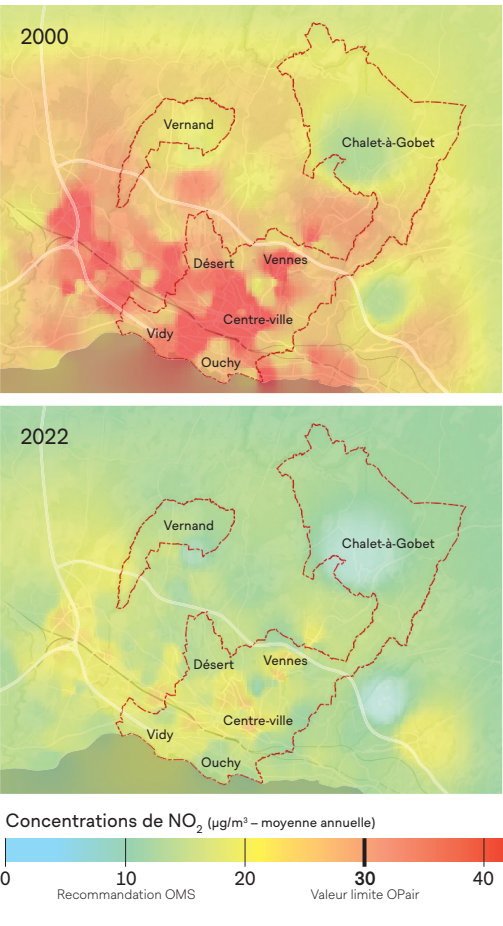 2000
Vernand
Chalet-à-Gobet
Désert
Vennes
Centre-ville
Vidy
Ouchy
2022
Vernand
Chalet-à-Gobet
Désert
Vennes
Centre-ville
Vidy
Ouchy
Concentrations de NO₂ (µg/m³ – moyenne annuelle)
0 10 20 30 40
Recommandation OMS Valeur limite OPair